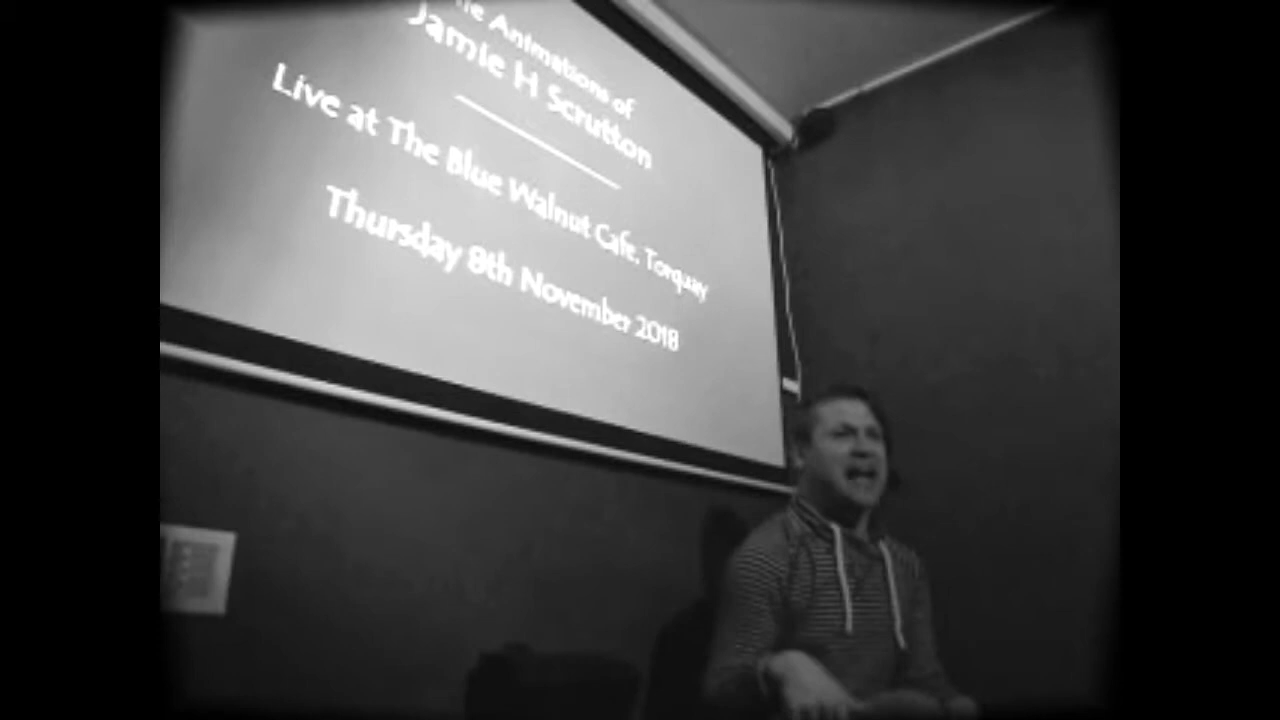 Animations of
Jamie H Scrutton
Live at The Blue Walnut Cafe, Torquay
Thursday 8th November 2018